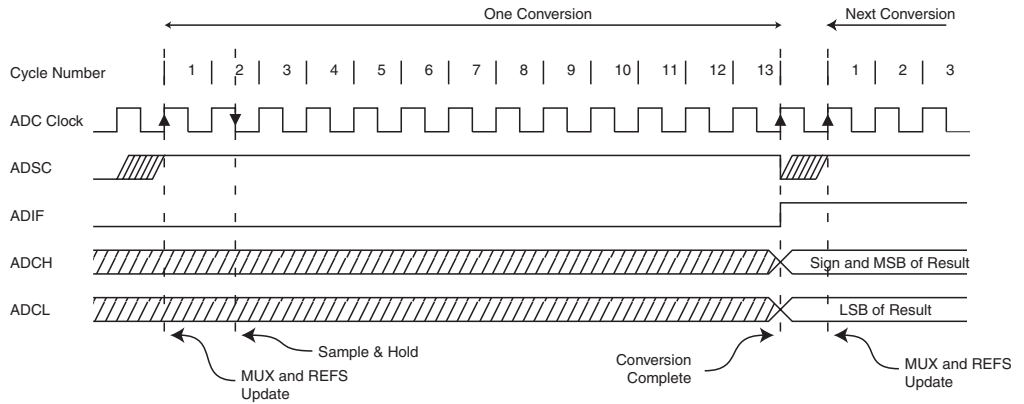 One Conversion
Next Conversion
Cycle Number 1 2 3 4 5 6 7 8 9 10 11 12 13 1 2 3
ADC Clock
ADSC
ADIF
ADCH
Sign and MSB of Result
ADCL
LSB of Result
MUX and REFS
Update
Sample & Hold
Conversion
Complete
MUX and REFS
Update